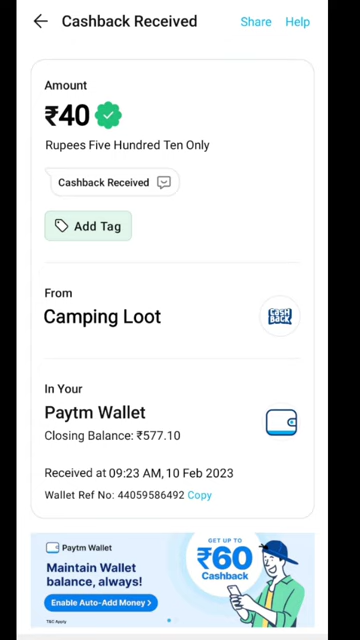 Cashback Received
Share
Help
Amount
₹40
Rupees Five Hundred Ten Only
Cashback Received
Add Tag
From
Camping Loot
CASH
BACK
In Your
Paytm Wallet
Closing Balance: ₹577.10
Received at 09:23 AM, 10 Feb 2023
Wallet Ref No: 44059586492 Copy
Paytm Wallet
Maintain Wallet
balance, always!
Enable Auto-Add Money >
T&C Apply
GET UP TO
₹60
Cashback